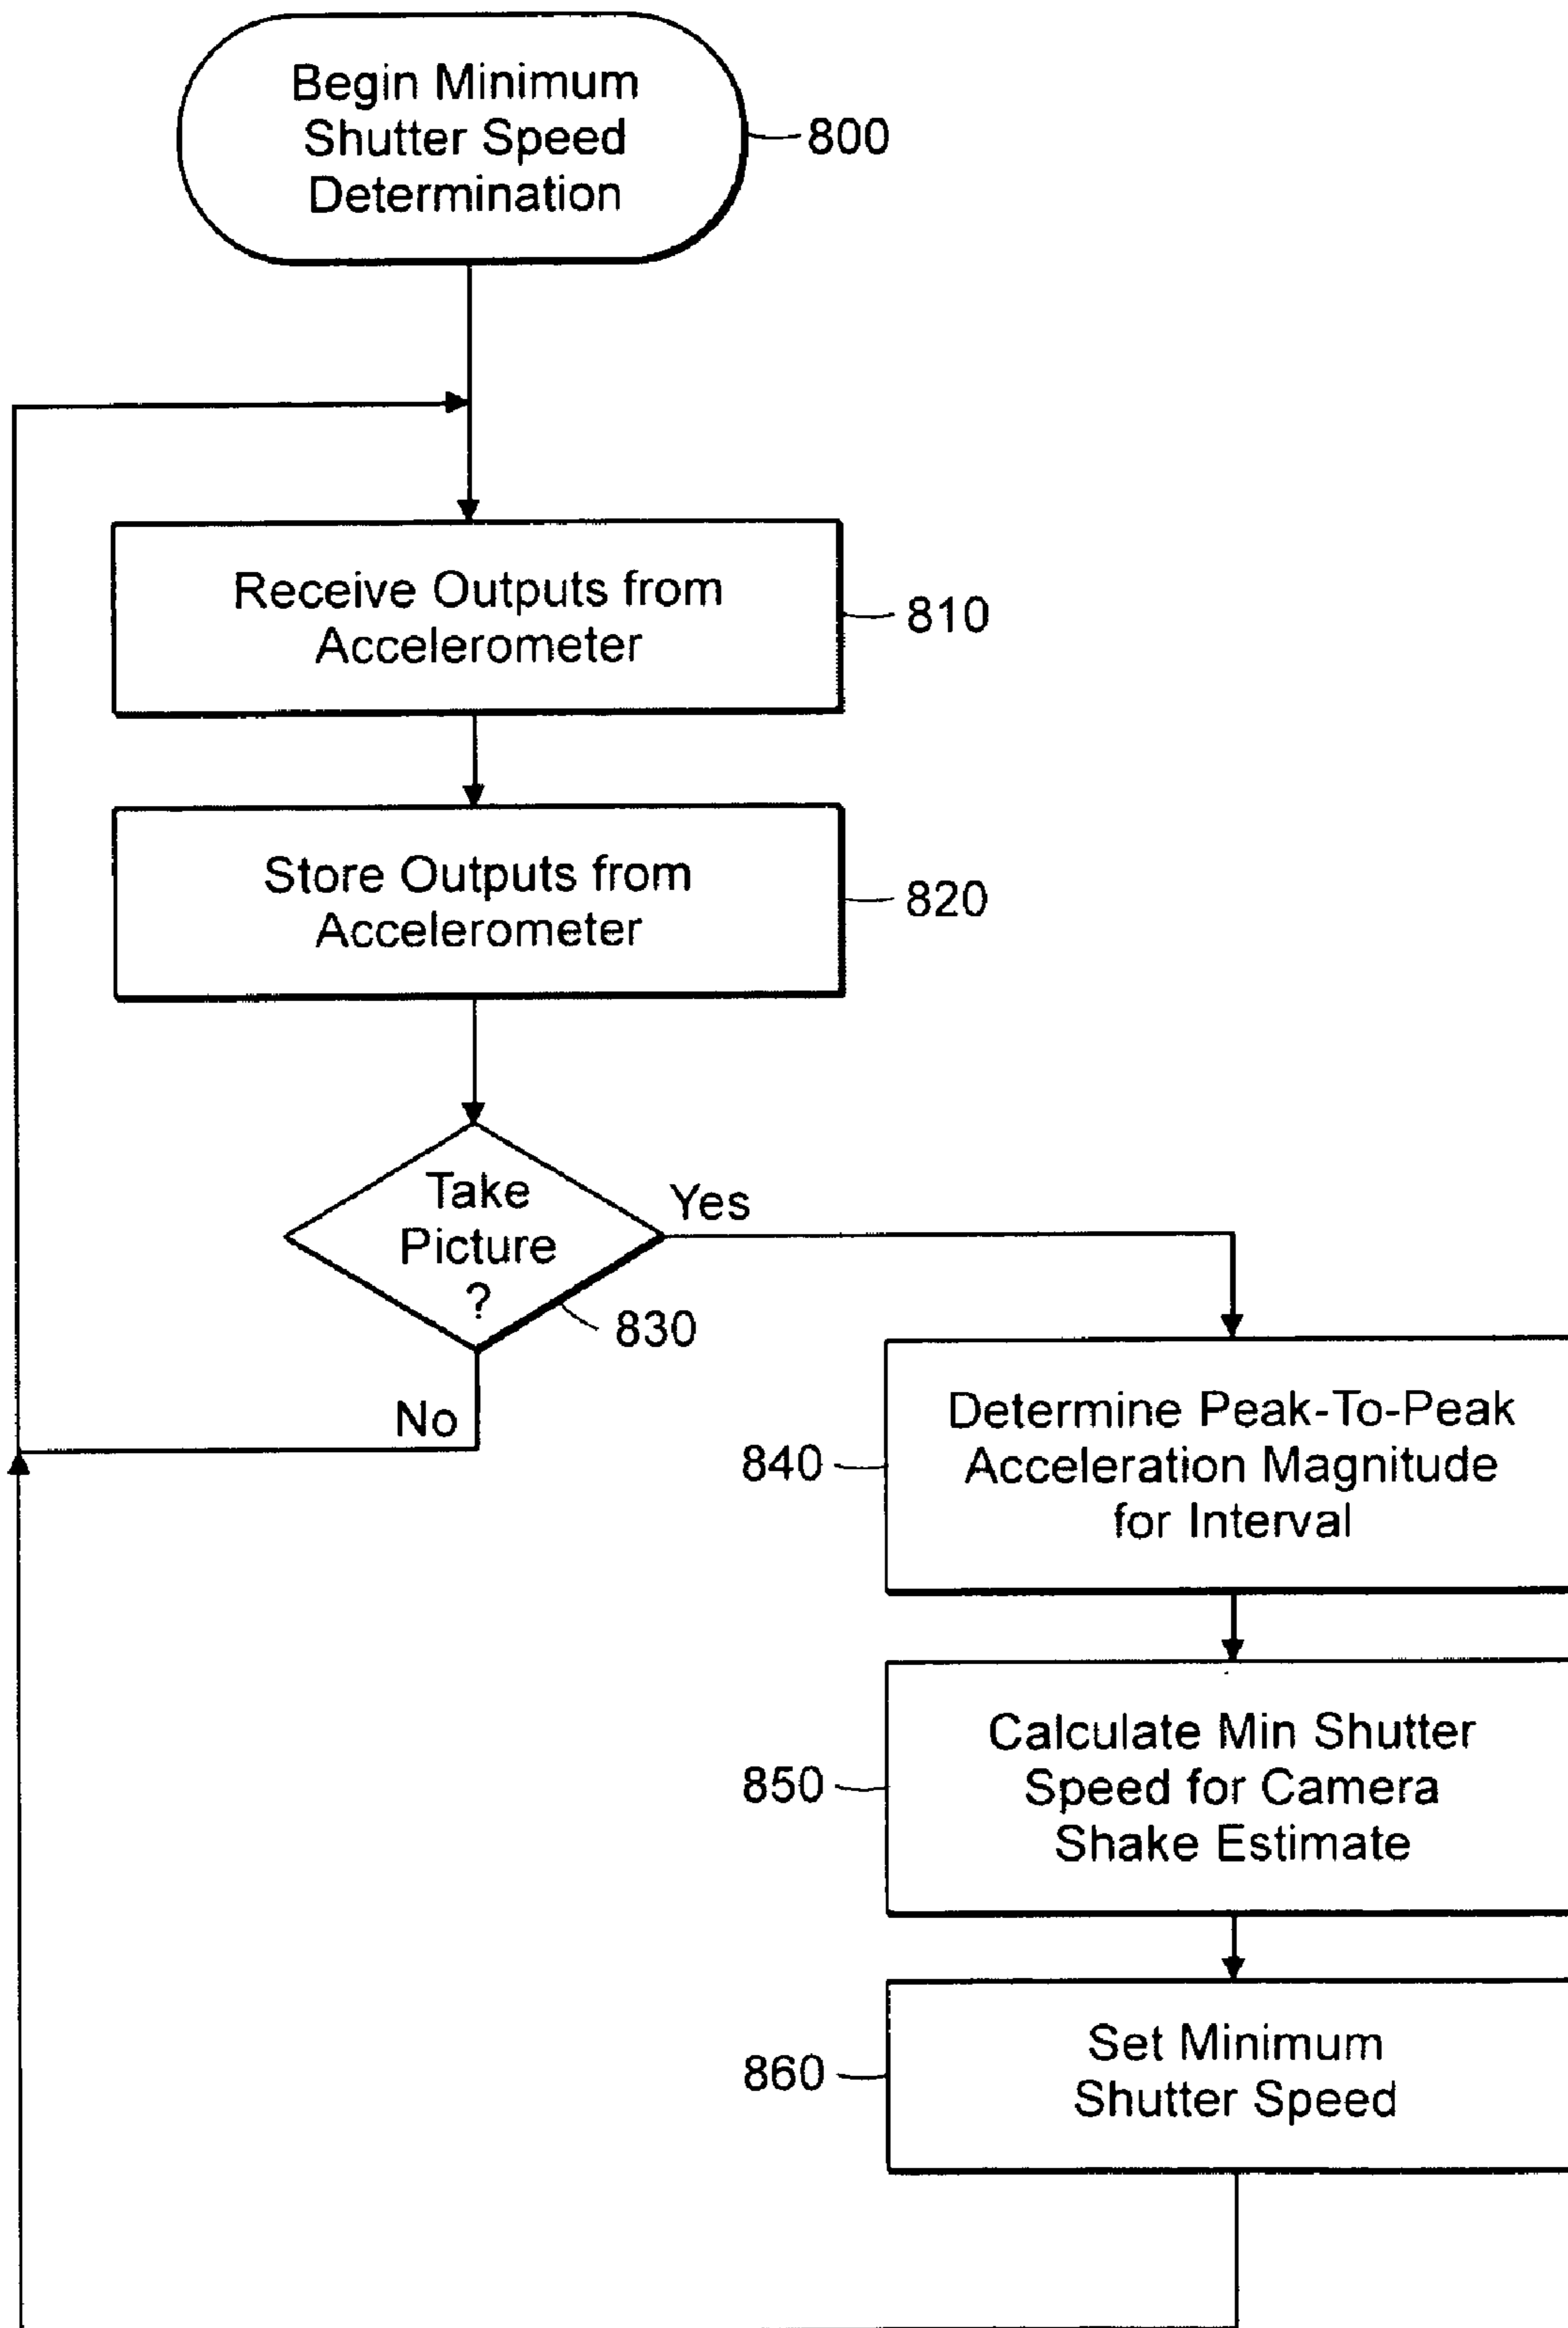 Begin Minimum
Shutter Speed
Determination
800
Receive Outputs from
Accelerometer
810
Store Outputs from
Accelerometer
820
Take
Picture
?
Yes
830
No
Determine Peak-To-Peak
Acceleration Magnitude
for Interval
840
Calculate Min Shutter
Speed for Camera
Shake Estimate
850
Set Minimum
Shutter Speed
860